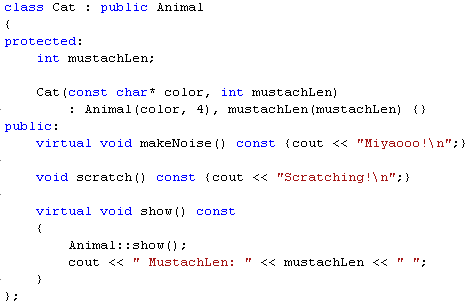 class Cat : public Animal
{
protected:
    int mustachLen;

    Cat(const char* color, int mustachLen)
        : Animal(color, 4), mustachLen(mustachLen) {}
public:
    virtual void makeNoise() const {cout << "Miyaooo!\n";}

    void scratch() const {cout << "Scratching!\n";}

    virtual void show() const
    {
        Animal::show();
        cout << " MustachLen: " << mustachLen << " ";
    }
};